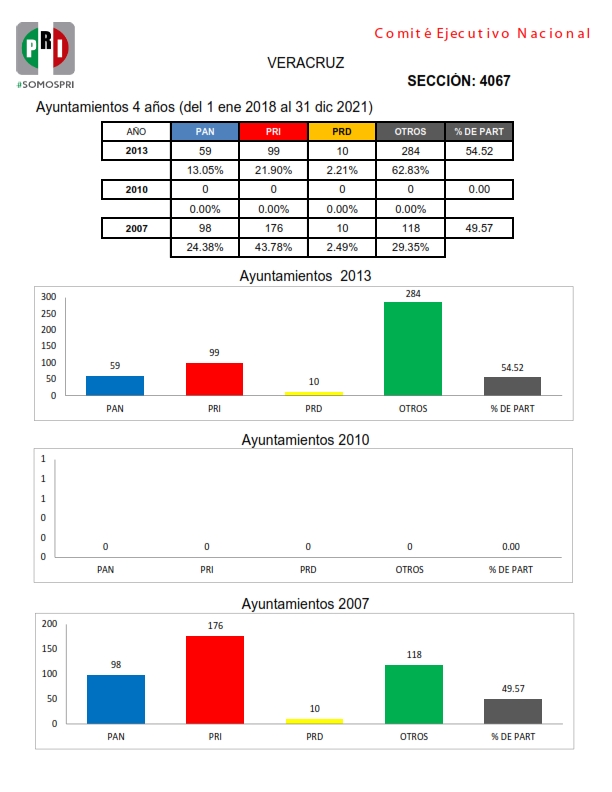 Comité Ejecutivo Nacional
PRI
#SOMOSPRI
VERACRUZ
SECCIÓN: 4067
Ayuntamientos 4 años (del 1 ene 2018 al 31 dic 2021)
AÑO PAN PRI PRD OTROS % DE PART
2013 59 99 10 284 54.52
13.05% 21.90% 2.21% 62.83%
2010 0 0 0 0 0.00
0.00% 0.00% 0.00% 0.00%
2007 98 176 10 118 49.57
24.38% 43.78% 2.49% 29.35%
Ayuntamientos 2013
300
250
200
150
100
50
0
59 99 10 284 54.52
PAN PRI PRD OTROS % DE PART
Ayuntamientos 2010
1
1
1
0
0
0
0 0 0 0 0.00
PAN PRI PRD OTROS % DE PART
Ayuntamientos 2007
200
150
100
50
0
98 176 10 118 49.57
PAN PRI PRD OTROS % DE PART